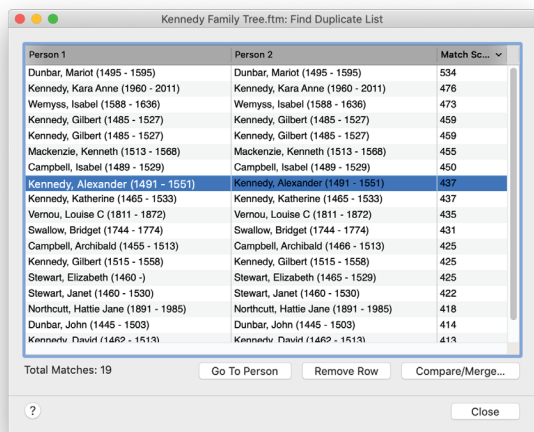 Kennedy Family Tree.ftm: Find Duplicate List
Person 1 Person 2 Match Sc...
Dunbar, Mariot (1495 - 1595) Dunbar, Mariot (1495 - 1595) 534
Kennedy, Kara Anne (1960 - 2011) Kennedy, Kara Anne (1960 - 2011) 476
Wemyss, Isabel (1588 - 1636) Wemyss, Isabel (1588 - 1636) 473
Kennedy, Gilbert (1485 - 1527) Kennedy, Gilbert (1485 - 1527) 459
Kennedy, Gilbert (1485 - 1527) Kennedy, Gilbert (1485 - 1527) 459
Mackenzie, Kenneth (1513 - 1568) Mackenzie, Kenneth (1513 - 1568) 455
Campbell, Isabel (1489 - 1529) Campbell, Isabel (1489 - 1529) 450
Kennedy, Alexander (1491 - 1551) Kennedy, Alexander (1491 - 1551) 437
Kennedy, Katherine (1465 - 1533) Kennedy, Katherine (1465 - 1533) 437
Vernou, Louise C (1811 - 1872) Vernou, Louise C (1811 - 1872) 435
Swallow, Bridget (1744 - 1774) Swallow, Bridget (1744 - 1774) 431
Campbell, Archibald (1455 - 1513) Campbell, Archibald (1466 - 1513) 425
Kennedy, Gilbert (1515 - 1558) Kennedy, Gilbert (1515 - 1558) 425
Stewart, Elizabeth (1460 -) Stewart, Elizabeth (1465 - 1529) 425
Stewart, Janet (1460 - 1530) Stewart, Janet (1460 - 1530) 422
Northcutt, Hattie Jane (1891 - 1985) Northcutt, Hattie Jane (1891 - 1985) 418
Dunbar, John (1445 - 1503) Dunbar, John (1445 - 1503) 414
Kennedy, David (1462 - 1513) Kennedy, David (1462 - 1513) 413
Total Matches: 19 Go To Person Remove Row Compare/Merge...
? Close